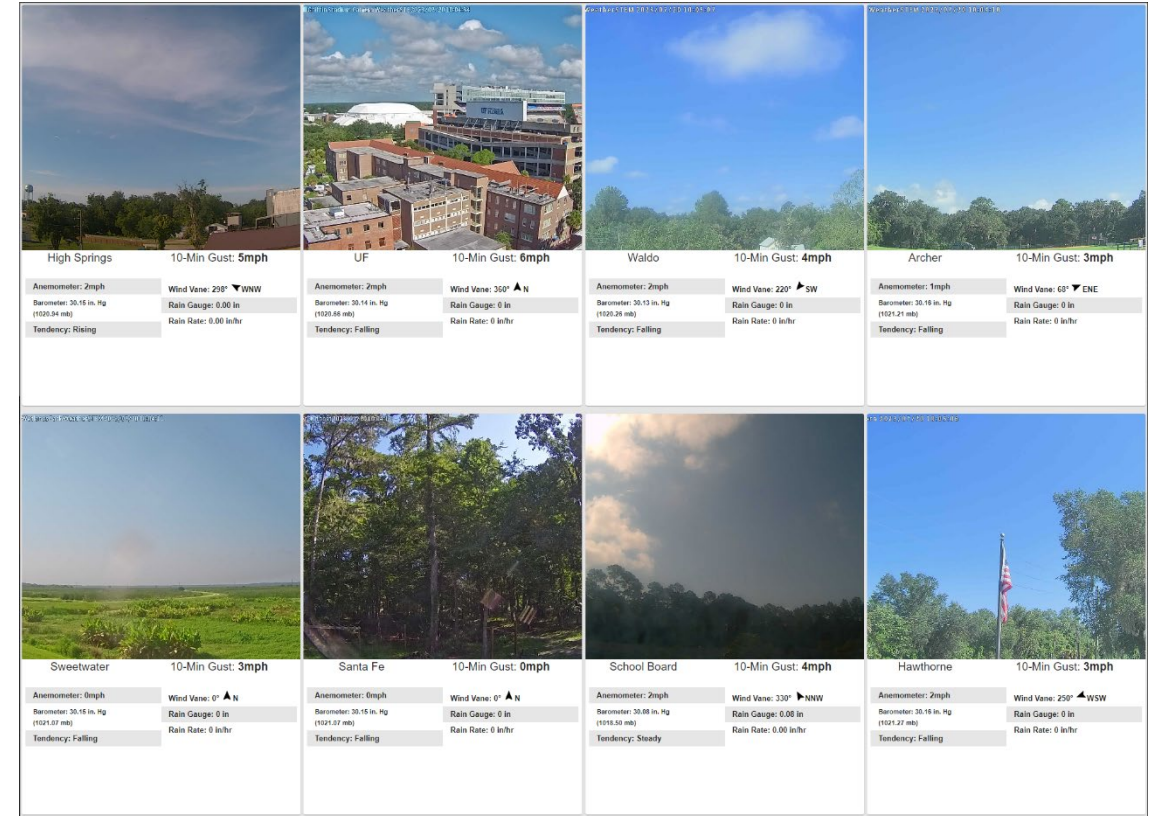 High Springs 10-Min Gust: 5mph
Anemometer: 2mph
Wind Vane: 298° WNW
Barometer: 30.15 in. Hg
(1020.94 mb)
Rain Gauge: 0.00 in
Tendency: Rising
Rain Rate: 0.00 in/hr
UF 10-Min Gust: 6mph
Anemometer: 2mph
Wind Vane: 360° N
Barometer: 30.14 in. Hg
(1020.66 mb)
Rain Gauge: 0 in
Tendency: Falling
Rain Rate: 0 in/hr
Waldo 10-Min Gust: 4mph
Anemometer: 2mph
Wind Vane: 220° SW
Barometer: 30.13 in. Hg
(1020.26 mb)
Rain Gauge: 0 in
Tendency: Falling
Rain Rate: 0 in/hr
Archer 10-Min Gust: 3mph
Anemometer: 1mph
Wind Vane: 68° ENE
Barometer: 30.16 in. Hg
(1021.21 mb)
Rain Gauge: 0 in
Tendency: Falling
Rain Rate: 0 in/hr
Sweetwater 10-Min Gust: 3mph
Anemometer: 0mph
Wind Vane: 0° N
Barometer: 30.15 in. Hg
(1021.07 mb)
Rain Gauge: 0 in
Tendency: Falling
Rain Rate: 0 in/hr
Santa Fe 10-Min Gust: 0mph
Anemometer: 0mph
Wind Vane: 0° N
Barometer: 30.15 in. Hg
(1021.07 mb)
Rain Gauge: 0 in
Tendency: Falling
Rain Rate: 0 in/hr
School Board 10-Min Gust: 4mph
Anemometer: 2mph
Wind Vane: 330° NNW
Barometer: 30.08 in. Hg
(1018.50 mb)
Rain Gauge: 0.08 in
Tendency: Steady
Rain Rate: 0.00 in/hr
Hawthorne 10-Min Gust: 3mph
Anemometer: 2mph
Wind Vane: 250° WSW
Barometer: 30.16 in. Hg
(1021.27 mb)
Rain Gauge: 0 in
Tendency: Falling
Rain Rate: 0 in/hr